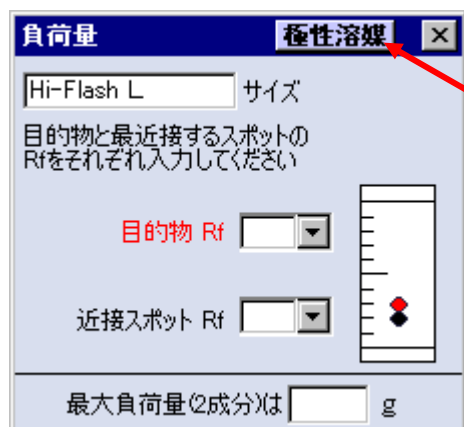 負荷量 極性溶媒
Hi-Flash L サイズ
目的物と最近接するスポットの
Rfをそれぞれ入力してください
目的物 Rf
近接スポット Rf
最大負荷量(2成分)は g